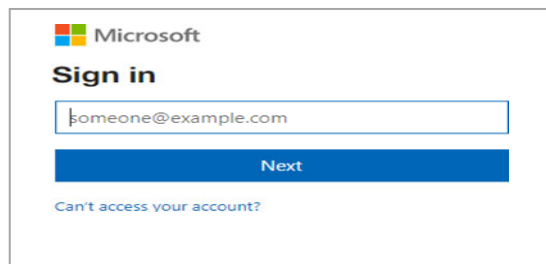 Microsoft
Sign in
someone@example.com
Next
Can't access your account?